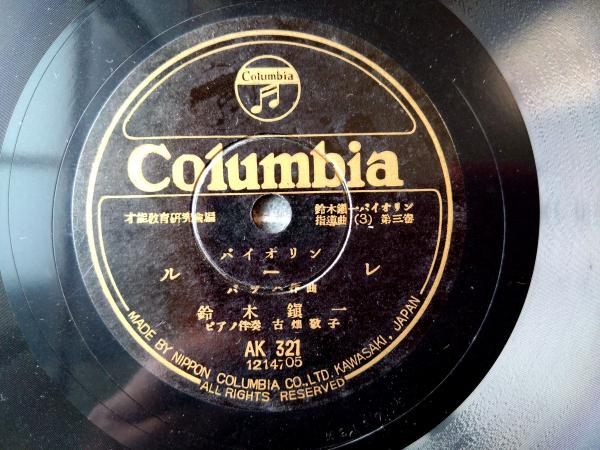 Columbia
Columbia
才能教育研究会編
鈴木鎭一バイオリン
指導曲 (3) 第三巻
バイオリン
ルーレ
バッハ作曲
鈴木鎭一
ピアノ伴奏 古畑敬子
AK 321
1214705
MADE BY NIPPON COLUMBIA CO., LTD. KAWASAKI, JAPAN
ALL RIGHTS RESERVED